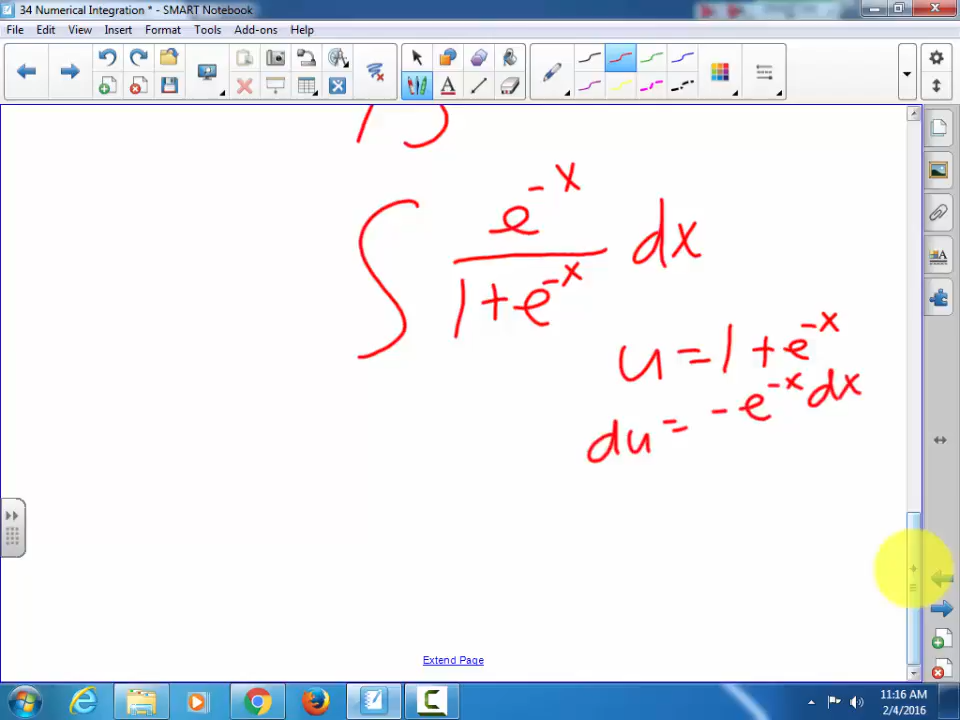 34 Numerical Integration * - SMART Notebook
File Edit View Insert Format Tools Add-ons Help
∫ e^{-x} / (1+e^{-x}) dx
u = 1 + e^{-x}
du = -e^{-x} dx
Extend Page
11:16 AM
2/4/2016